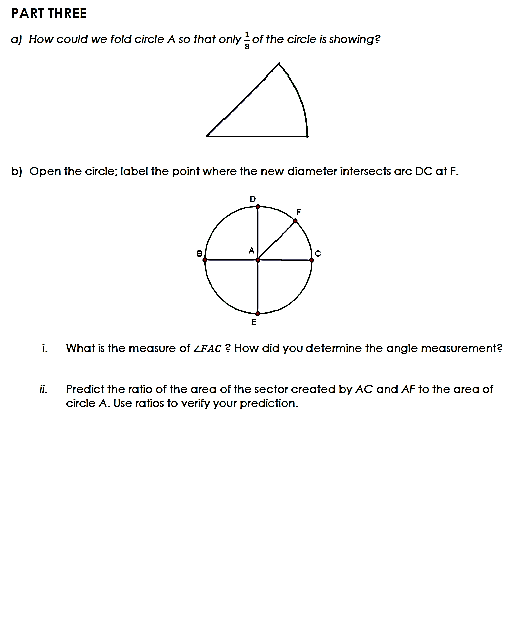 PART THREE
a) How could we fold circle A so that only 1/8 of the circle is showing?
b) Open the circle; label the point where the new diameter intersects arc DC at F.
D
F
B
A
C
E
i. What is the measure of ∠FAC ? How did you determine the angle measurement?
ii. Predict the ratio of the area of the sector created by AC and AF to the area of
circle A. Use ratios to verify your prediction.